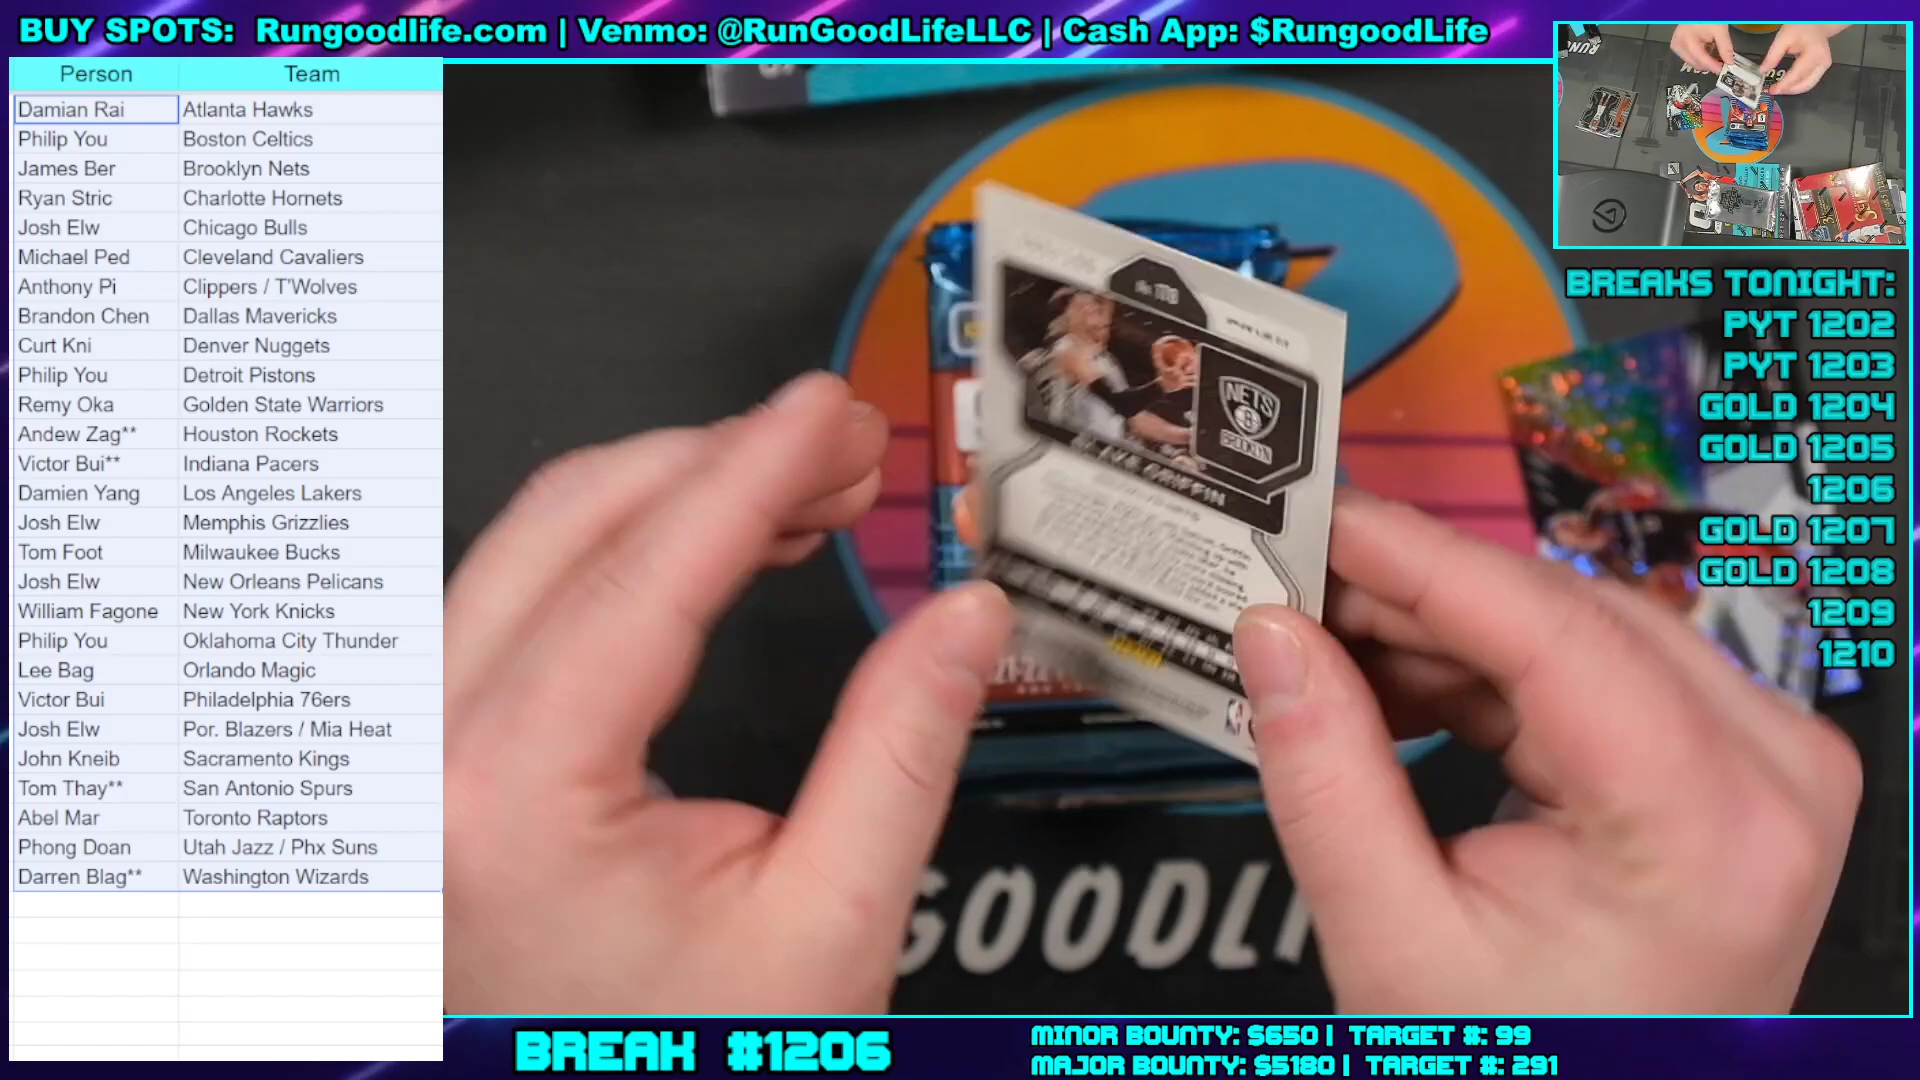 BUY SPOTS: Rungoodlife.com | Venmo: @RunGoodLifeLLC | Cash App: $RungoodLife
Person Team
Damian Rai Atlanta Hawks
Philip You Boston Celtics
James Ber Brooklyn Nets
Ryan Stric Charlotte Hornets
Josh Elw Chicago Bulls
Michael Ped Cleveland Cavaliers
Anthony Pi Clippers / T'Wolves
Brandon Chen Dallas Mavericks
Curt Kni Denver Nuggets
Philip You Detroit Pistons
Remy Oka Golden State Warriors
Andew Zag** Houston Rockets
Victor Bui** Indiana Pacers
Damien Yang Los Angeles Lakers
Josh Elw Memphis Grizzlies
Tom Foot Milwaukee Bucks
Josh Elw New Orleans Pelicans
William Fagone New York Knicks
Philip You Oklahoma City Thunder
Lee Bag Orlando Magic
Victor Bui Philadelphia 76ers
Josh Elw Por. Blazers / Mia Heat
John Kneib Sacramento Kings
Tom Thay** San Antonio Spurs
Abel Mar Toronto Raptors
Phong Doan Utah Jazz / Phx Suns
Darren Blag** Washington Wizards
NETS
BROOKLYN
GRIFFIN
21-22
GOODLI
BREAKS TONIGHT:
PYT 1202
PYT 1203
GOLD 1204
GOLD 1205
1206
GOLD 1207
GOLD 1208
1209
1210
BREAK #1206
MINOR BOUNTY: $650 | TARGET #: 99
MAJOR BOUNTY: $5180 | TARGET #: 291